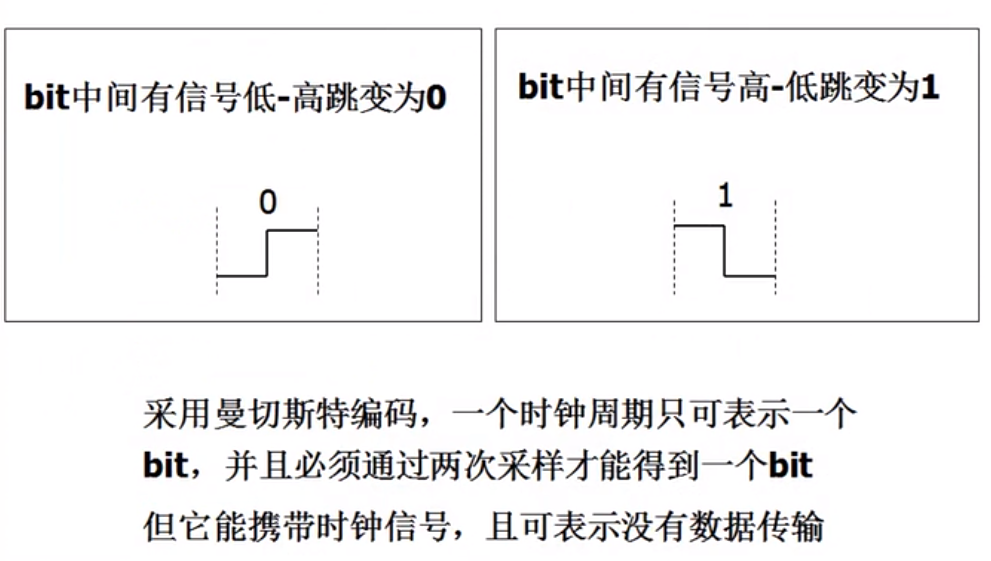 bit中间有信号低-高跳变为0
bit中间有信号高-低跳变为1
0
1
采用曼切斯特编码，一个时钟周期只可表示一个
bit，并且必须通过两次采样才能得到一个bit
但它能携带时钟信号，且可表示没有数据传输